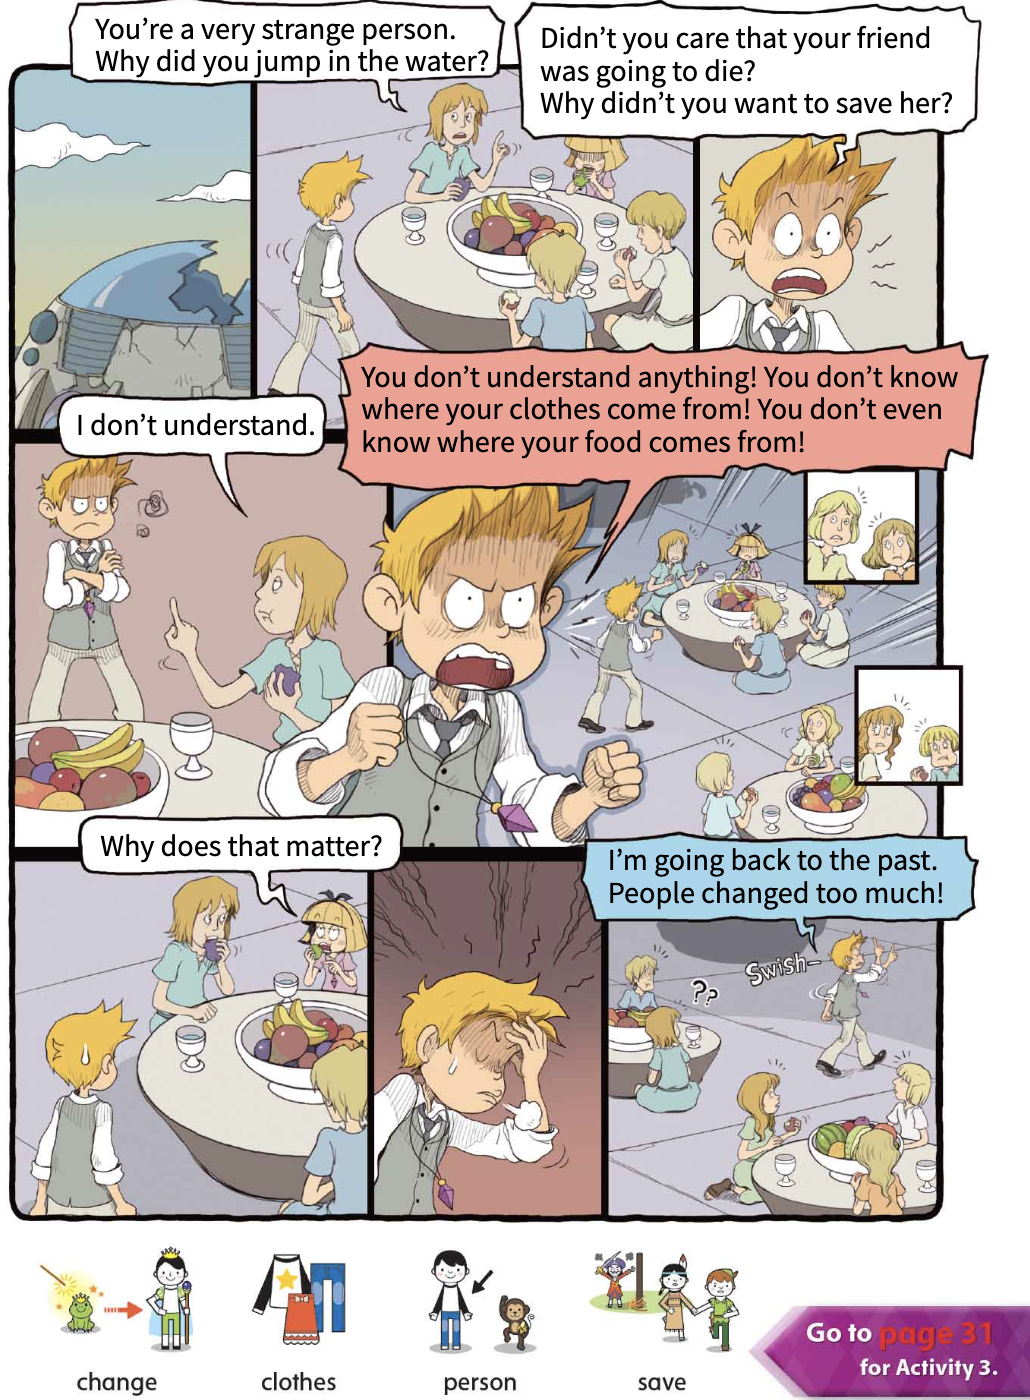 You're a very strange person.
Why did you jump in the water?
Didn't you care that your friend
was going to die?
Why didn't you want to save her?
I don't understand.
You don't understand anything! You don't know
where your clothes come from! You don't even
know where your food comes from!
Why does that matter?
I'm going back to the past.
People changed too much!
Swish–
??
change
clothes
person
save
Go to page 31
for Activity 3.